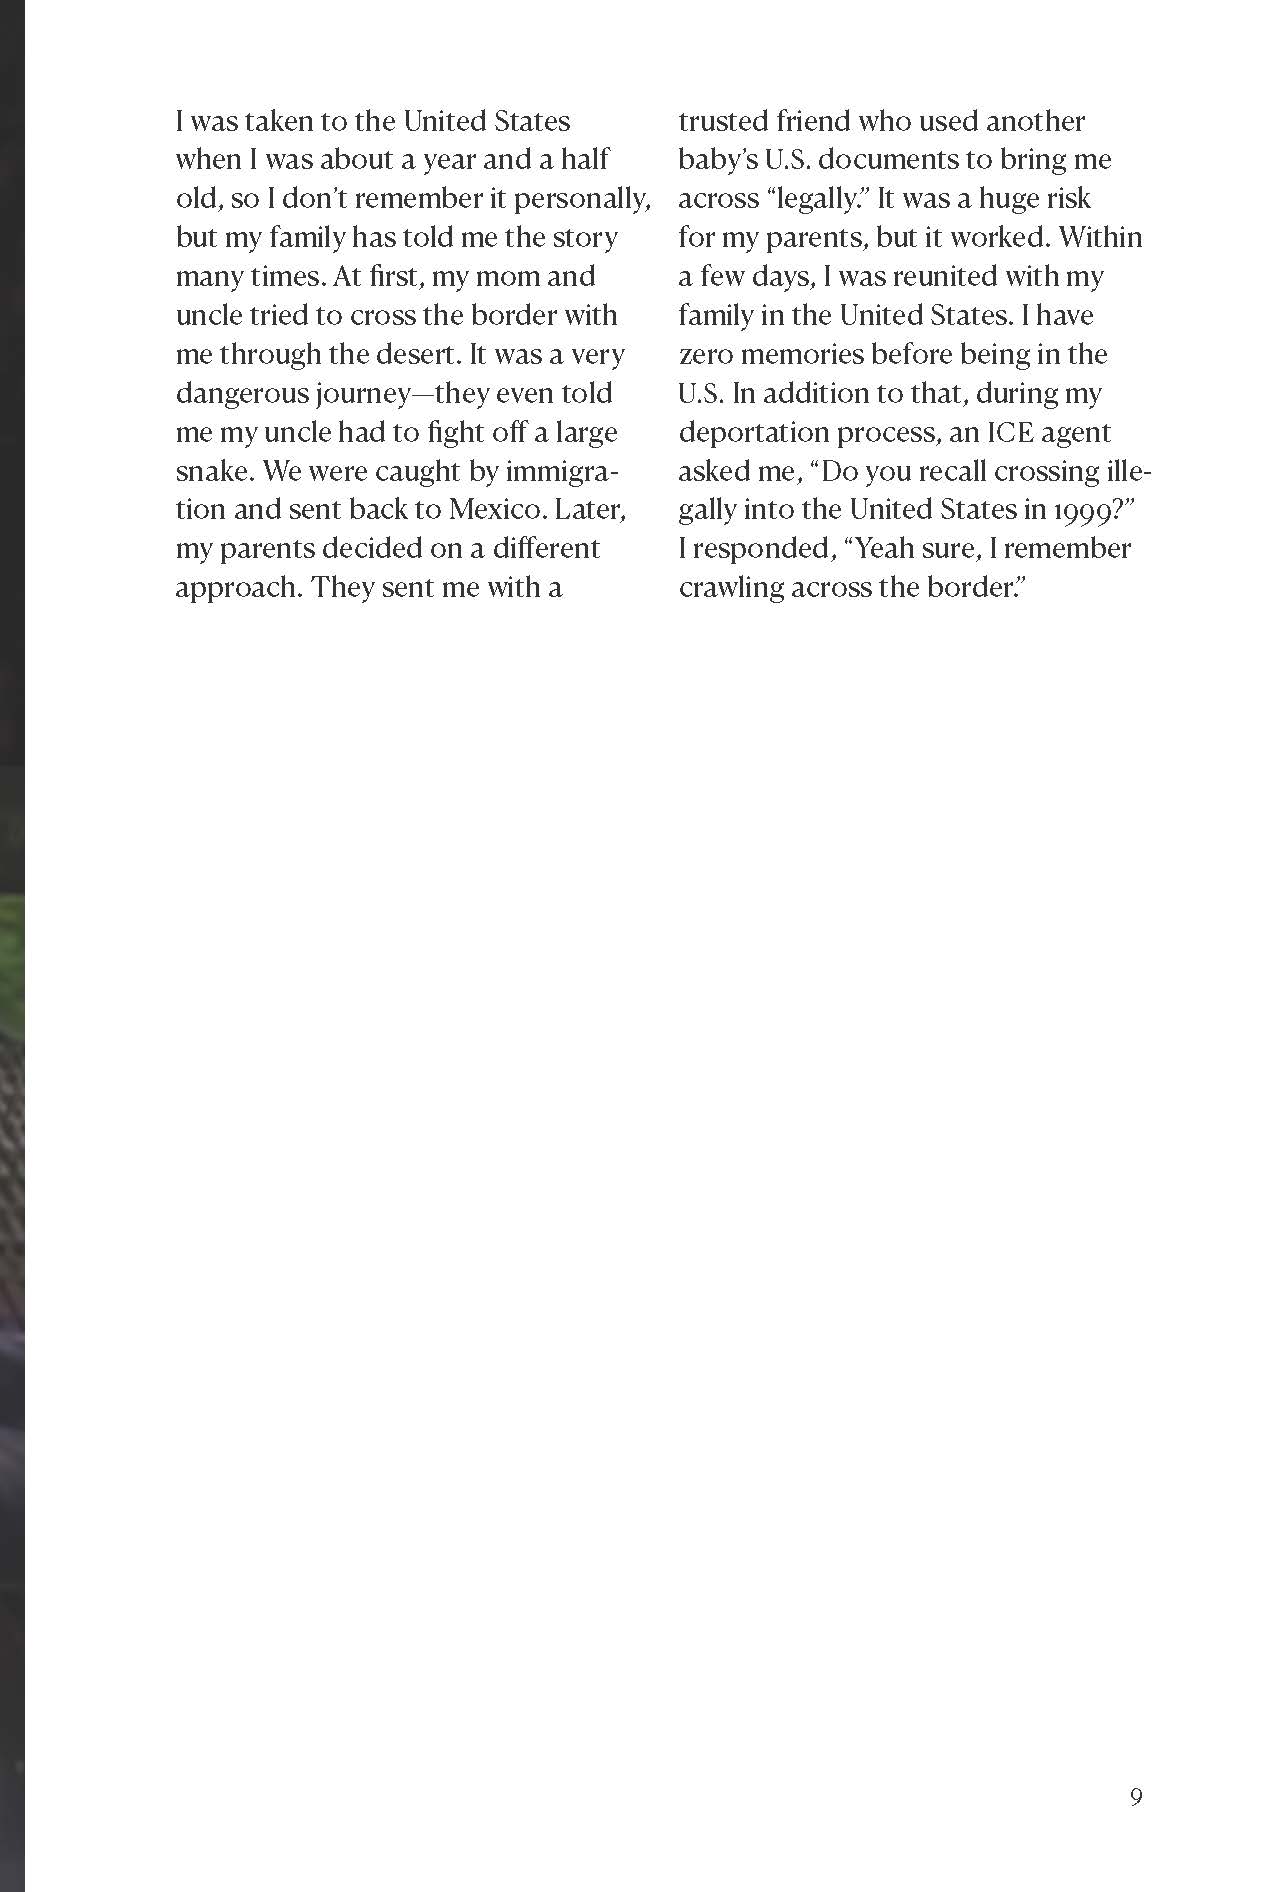 I was taken to the United States
when I was about a year and a half
old, so I don’t remember it personally,
but my family has told me the story
many times. At first, my mom and
uncle tried to cross the border with
me through the desert. It was a very
dangerous journey—they even told
me my uncle had to fight off a large
snake. We were caught by immigra-
tion and sent back to Mexico. Later,
my parents decided on a different
approach. They sent me with a
trusted friend who used another
baby’s U.S. documents to bring me
across “legally.” It was a huge risk
for my parents, but it worked. Within
a few days, I was reunited with my
family in the United States. I have
zero memories before being in the
U.S. In addition to that, during my
deportation process, an ICE agent
asked me, “Do you recall crossing ille-
gally into the United States in 1999?”
I responded, “Yeah sure, I remember
crawling across the border.”
9